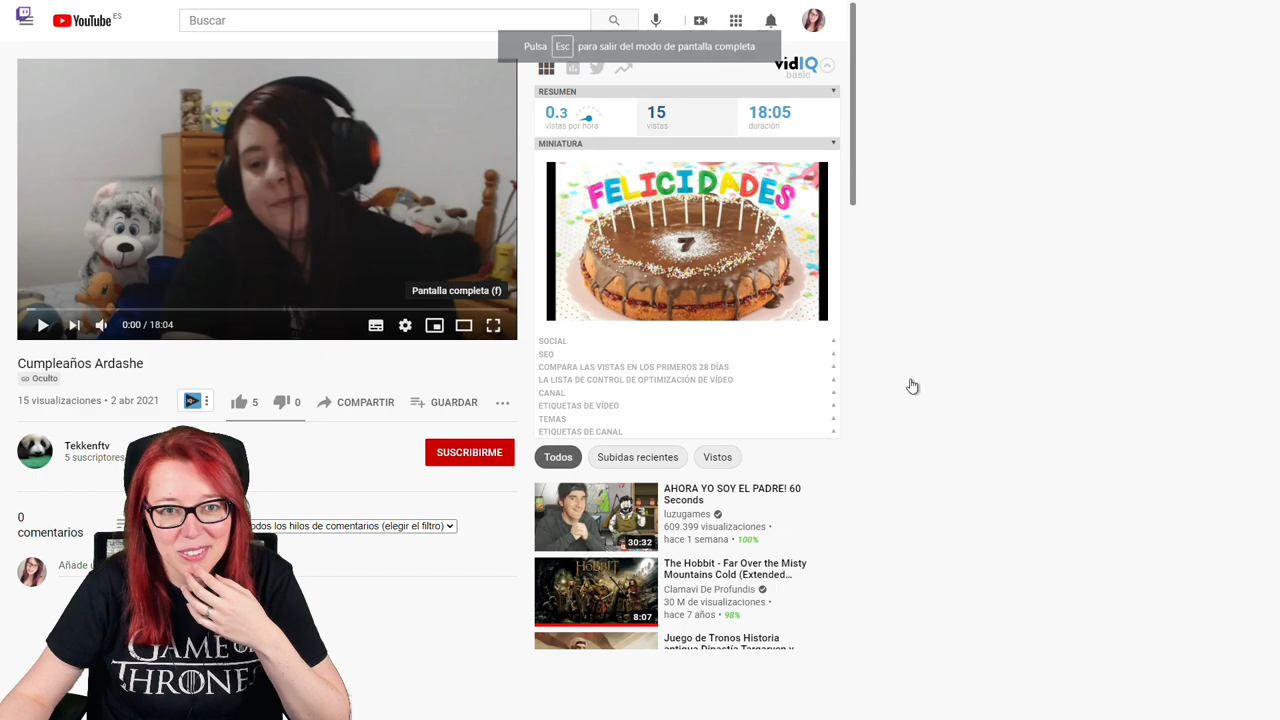 YouTube ES
Buscar
Pulsa Esc para salir del modo de pantalla completa
vidIQ
basic
RESUMEN
0.3
vistas por hora
15
vistas
18:05
duración
MINIATURA
FELICIDADES
7
Pantalla completa (f)
0:00 / 18:04
SOCIAL
SEO
COMPARA LAS VISTAS EN LOS PRIMEROS 28 DÍAS
LA LISTA DE CONTROL DE OPTIMIZACIÓN DE VÍDEO
CANAL
ETIQUETAS DE VÍDEO
TEMAS
ETIQUETAS DE CANAL
Cumpleaños Ardashe
Oculto
15 visualizaciones • 2 abr 2021
5
0
COMPARTIR
GUARDAR
Tekkenftv
5 suscriptores
SUSCRIBIRME
0
comentarios
odos los hilos de comentarios (elegir el filtro)
Añade u
GAME OF
THRONES
Todos
Subidas recientes
Vistos
AHORA YO SOY EL PADRE! 60
Seconds
luzugames
609.399 visualizaciones •
hace 1 semana • 100%
30:32
The Hobbit - Far Over the Misty
Mountains Cold (Extended...
Clamavi De Profundis
30 M de visualizaciones •
hace 7 años • 98%
HOBBIT
8:07
Juego de Tronos Historia
antigua Dinastía Targaryen y